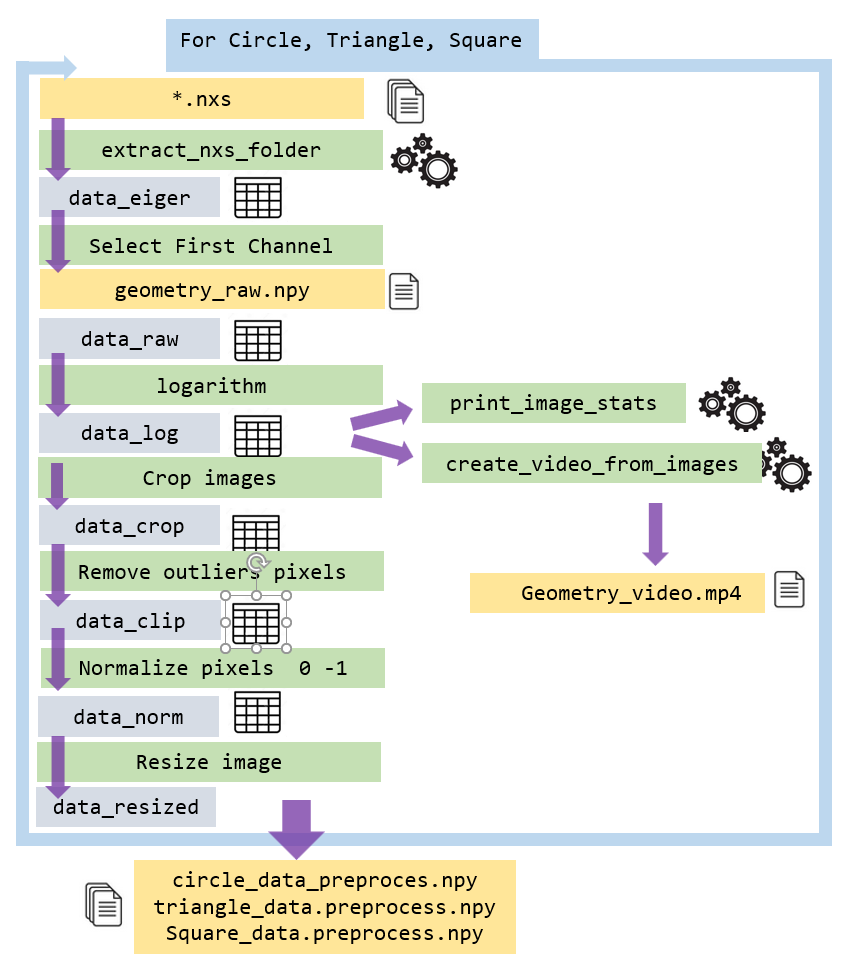 For Circle, Triangle, Square
*.nxs
extract_nxs_folder
data_eiger
Select First Channel
geometry_raw.npy
data_raw
logarithm
data_log
print_image_stats
create_video_from_images
Crop images
data_crop
Remove outliers pixels
data_clip
Geometry_video.mp4
Normalize pixels 0 -1
data_norm
Resize image
data_resized
circle_data_preproces.npy
triangle_data.preprocess.npy
Square_data.preprocess.npy